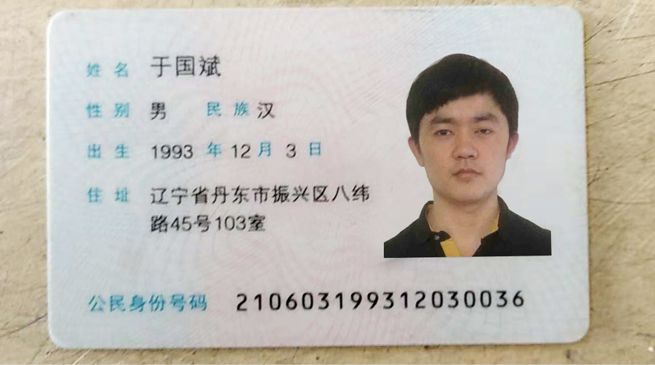 姓名 于国斌
性别 男 民族 汉
出生 1993 年 12 月 3 日
住址 辽宁省丹东市振兴区八纬
路45号103室
公民身份号码 210603199312030036